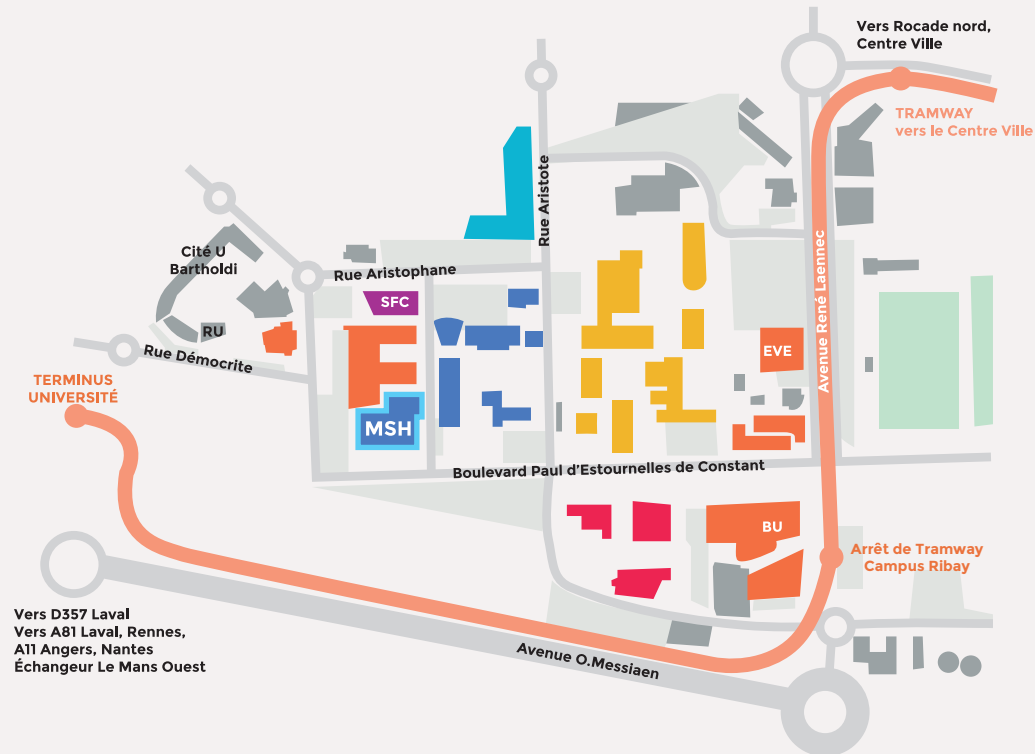 Vers Rocade nord,
Centre Ville
TRAMWAY
vers le Centre Ville
Rue Aristote
Cité U
Bartholdi
Rue Aristophane
SFC
RU
Rue Démocrite
EVE
Avenue René Laennec
TERMINUS
UNIVERSITÉ
MSH
Boulevard Paul d'Estournelles de Constant
BU
Arrêt de Tramway
Campus Ribay
Vers D357 Laval
Vers A81 Laval, Rennes,
A11 Angers, Nantes
Échangeur Le Mans Ouest
Avenue O.Messiaen